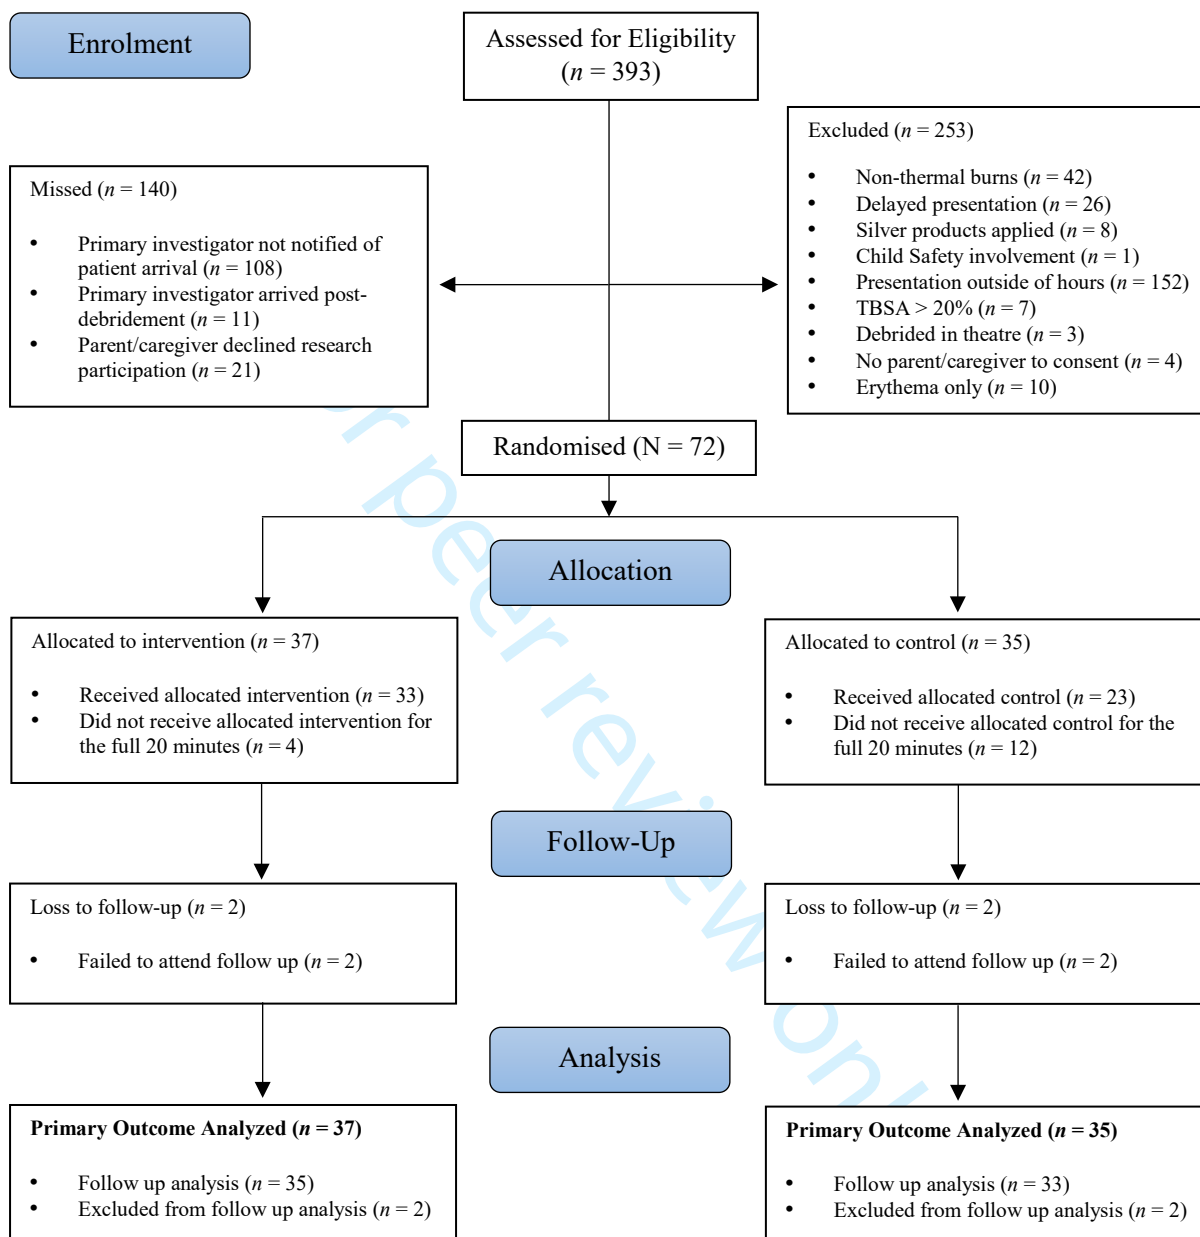 Enrolment
Assessed for Eligibility
(n = 393)
Missed (n = 140)
• Primary investigator not notified of
patient arrival (n = 108)
• Primary investigator arrived post-
debridement (n = 11)
• Parent/caregiver declined research
participation (n = 21)
Excluded (n = 253)
• Non-thermal burns (n = 42)
• Delayed presentation (n = 26)
• Silver products applied (n = 8)
• Child Safety involvement (n = 1)
• Presentation outside of hours (n = 152)
• TBSA > 20% (n = 7)
• Debrided in theatre (n = 3)
• No parent/caregiver to consent (n = 4)
• Erythema only (n = 10)
Randomised (N = 72)
Allocation
Allocated to intervention (n = 37)
• Received allocated intervention (n = 33)
• Did not receive allocated intervention for
the full 20 minutes (n = 4)
Allocated to control (n = 35)
• Received allocated control (n = 23)
• Did not receive allocated control for the
full 20 minutes (n = 12)
Follow-Up
Loss to follow-up (n = 2)
• Failed to attend follow up (n = 2)
Loss to follow-up (n = 2)
• Failed to attend follow up (n = 2)
Analysis
Primary Outcome Analyzed (n = 37)
• Follow up analysis (n = 35)
• Excluded from follow up analysis (n = 2)
Primary Outcome Analyzed (n = 35)
• Follow up analysis (n = 33)
• Excluded from follow up analysis (n = 2)
peer review